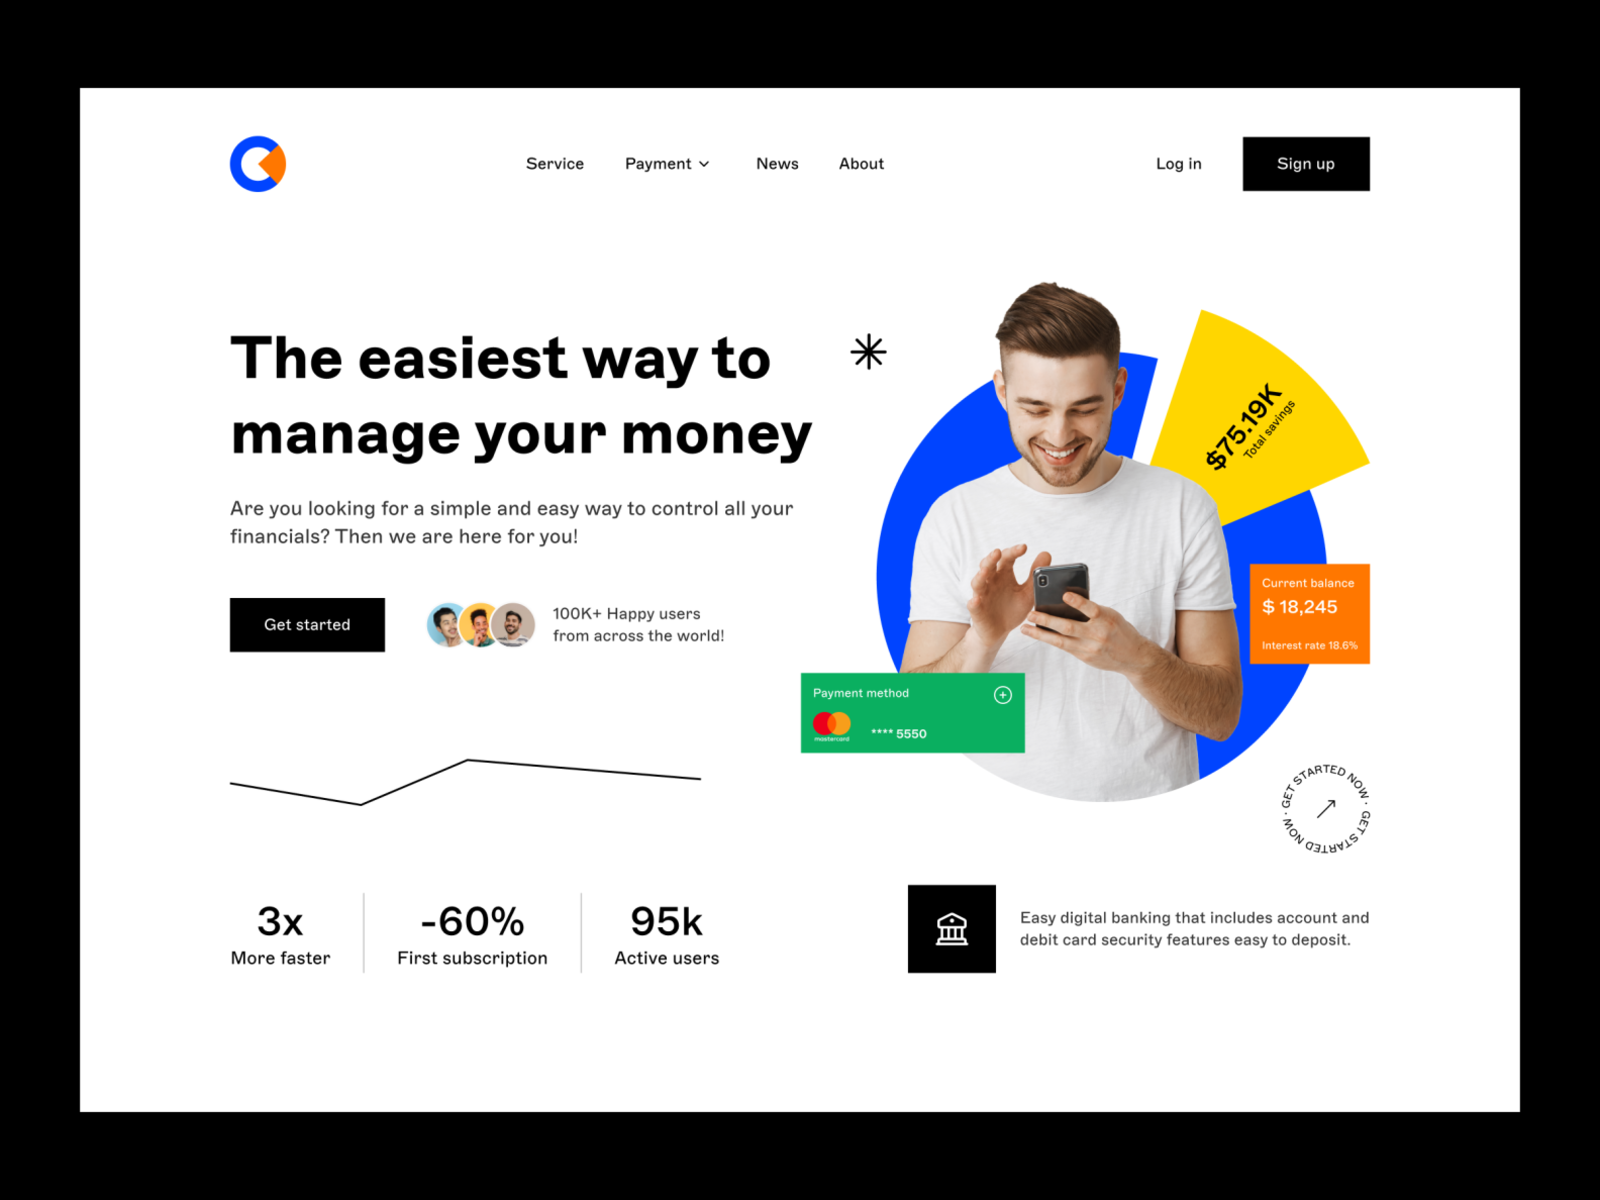 Service
Payment
News
About
Log in
Sign up
The easiest way to
manage your money
Are you looking for a simple and easy way to control all your
financials? Then we are here for you!
Get started
100K+ Happy users
from across the world!
$75.19K
Total savings
Current balance
$ 18,245
Interest rate 18.6%
Payment method
mastercard
**** 5550
GET STARTED NOW · GET STARTED NOW ·
3x
More faster
-60%
First subscription
95k
Active users
Easy digital banking that includes account and
debit card security features easy to deposit.